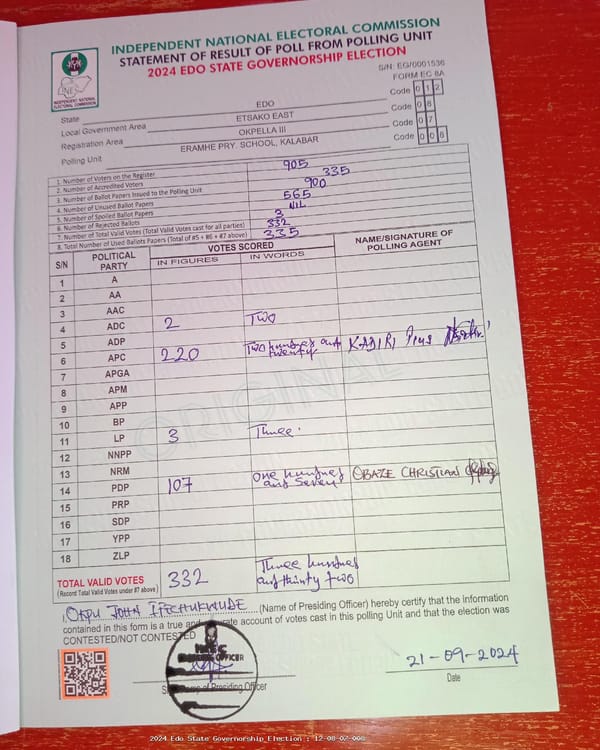 INDEPENDENT NATIONAL ELECTORAL COMMISSION
STATEMENT OF RESULT OF POLL FROM POLLING UNIT
2024 EDO STATE GOVERNORSHIP ELECTION
S/N: EG/0001536
FORM EC 8A
INDEPENDENT NATIONAL ELECTORAL COMMISSION
State EDO Code 0 1 2
Local Government Area ETSAKO EAST Code 0 8
Registration Area OKPELLA III Code 0 7
Polling Unit ERAMHE PRY. SCHOOL, KALABAR Code 0 0 8
1. Number of Voters on the Register 905
2. Number of Accredited Voters 335
3. Number of Ballot Papers Issued to the Polling Unit 900
4. Number of Unused Ballot Papers 565
5. Number of Spoiled Ballot Papers NIL
6. Number of Rejected Ballots 3
7. Number of Total Valid Votes (Total Valid Votes cast for all parties) 332
8. Total Number of Used Ballots Papers (Total of #5 + #6 + #7 above) 335
S/N POLITICAL PARTY VOTES SCORED NAME/SIGNATURE OF POLLING AGENT
IN FIGURES IN WORDS
1 A
2 AA
3 AAC
4 ADC 2 Two
5 ADP
6 APC 220 Two hundred and twenty KADIRI Pius
7 APGA
8 APM
9 APP
10 BP
11 LP 3 Three.
12 NNPP
13 NRM
14 PDP 107 One hundred and seven OBAZE CHRISTIAN
15 PRP
16 SDP
17 YPP
18 ZLP
ORIGINAL
TOTAL VALID VOTES 332 Three hundred and thirty two
(Record Total Valid Votes under #7 above)
I, OKPU JOHN IFECHUKWUDE (Name of Presiding Officer) hereby certify that the information
contained in this form is a true and accurate account of votes cast in this polling Unit and that the election was
CONTESTED/NOT CONTESTED
OFFICER
of Presiding Officer
21-09-2024
Date
2024 Edo State Governorship Election : 12-08-07-008